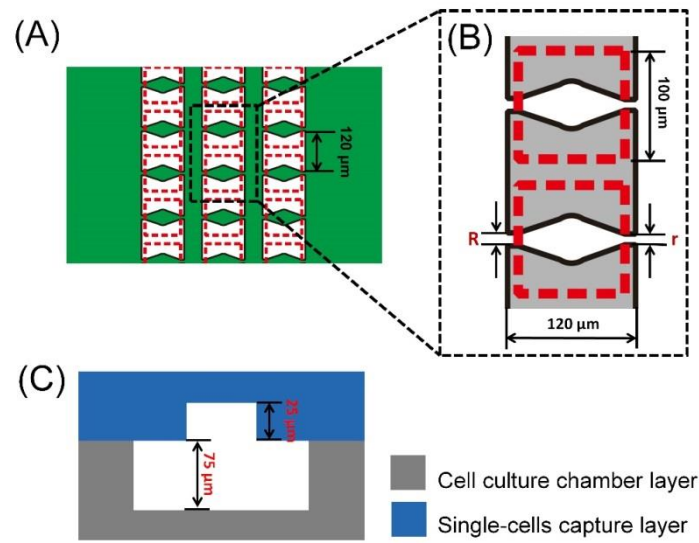 (A)
120 μm
(B)
100 μm
R
r
120 μm
(C)
25 μm
75 μm
Cell culture chamber layer
Single-cells capture layer